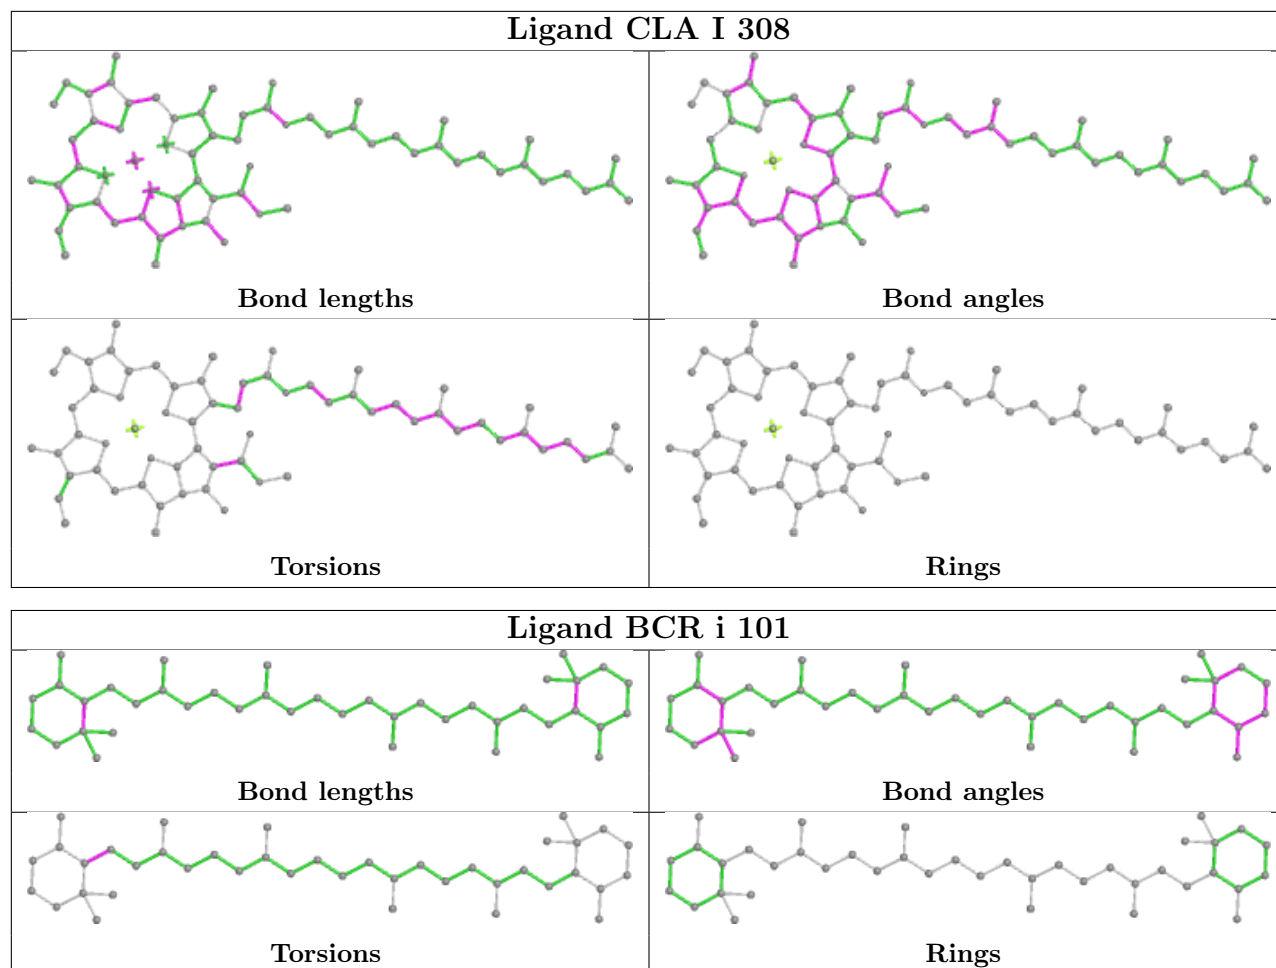 Ligand CLA I 308
Bond lengths
Bond angles
Torsions
Rings
Ligand BCR i 101
Bond lengths
Bond angles
Torsions
Rings